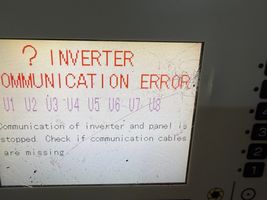 ? INVERTER
COMMUNICATION ERROR
U1 U2 U3 U4 U5 U6 U7 U8
Communication of inverter and panel is
stopped. Check if communication cables
are missing.
1